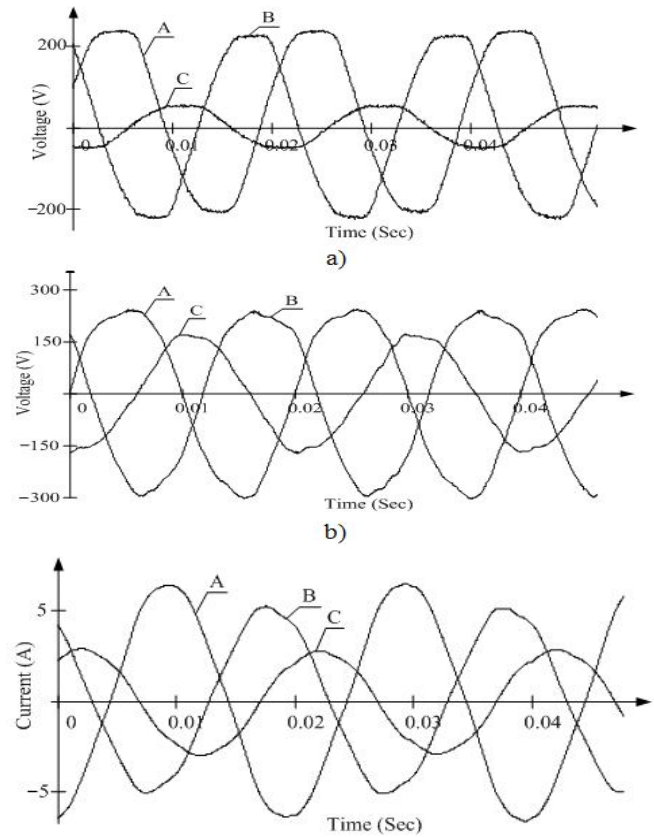 A
B
200
C
Voltage (V)
0
0.01
0.02
0.03
0.04
−200
Time (Sec)
a)
300
A
B
C
150
Voltage (V)
0
0.01
0.02
0.03
0.04
−150
−300
Time (Sec)
b)
A
B
C
5
Current (A)
0
0.01
0.02
0.03
0.04
−5
Time (Sec)